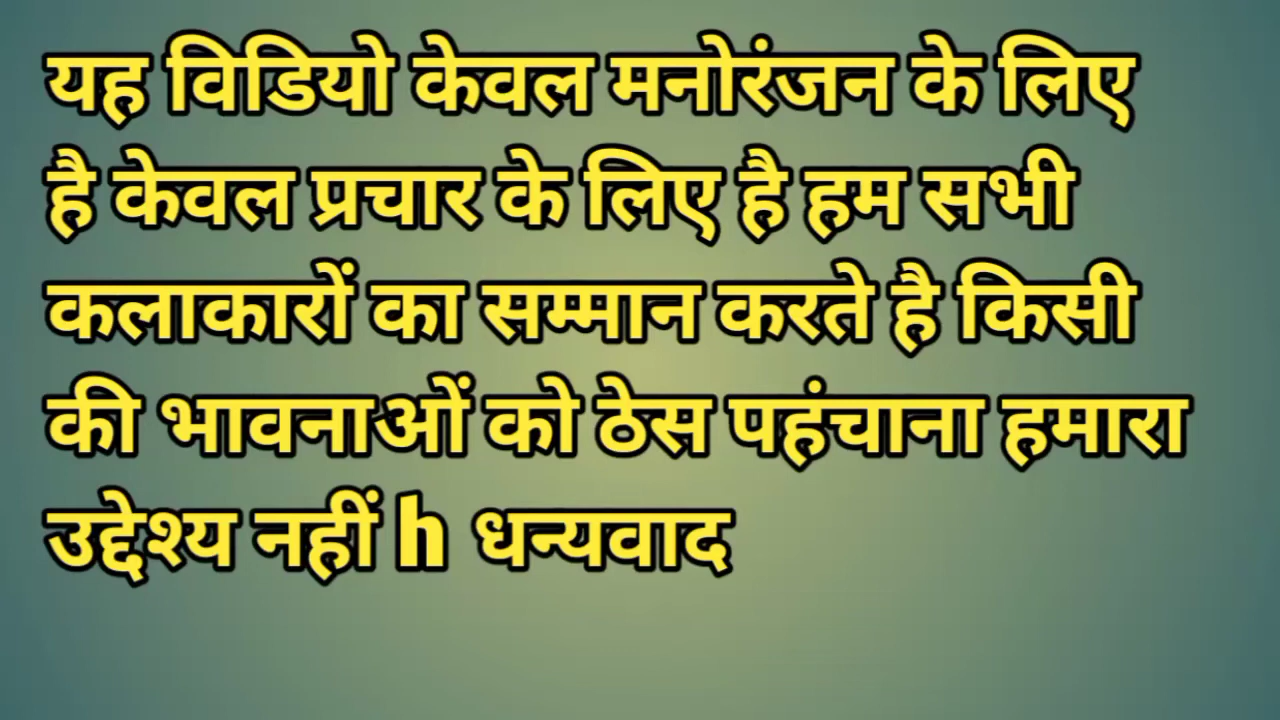 यह विडियो केवल मनोरंजन के लिए
है केवल प्रचार के लिए है हम सभी
कलाकारों का सम्मान करते है किसी
की भावनाओं को ठेस पहंचाना हमारा
उद्देश्य नहीं h धन्यवाद